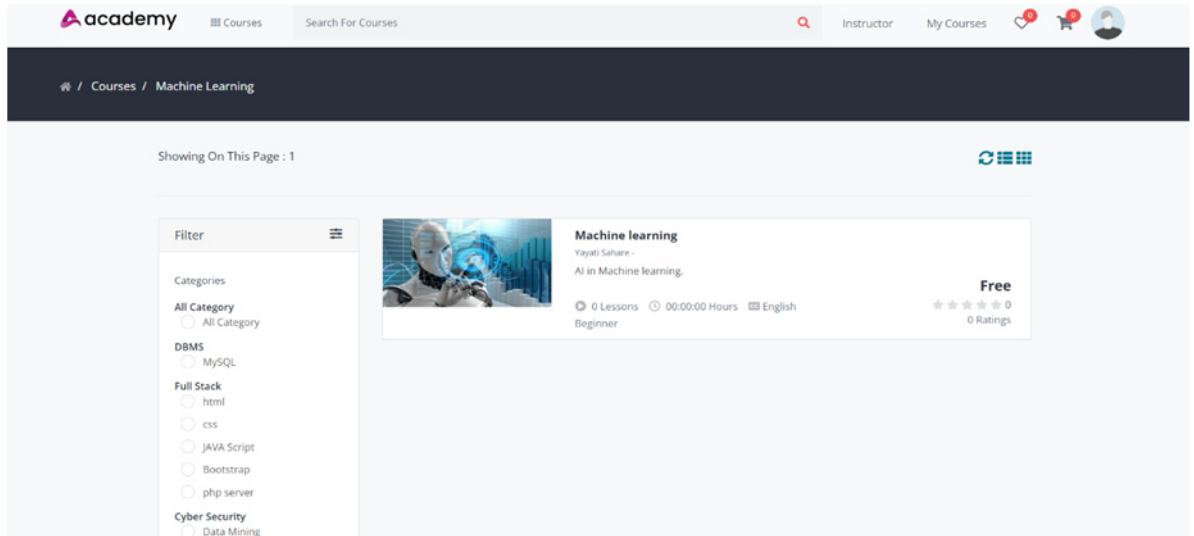 academy
Courses
Search For Courses
Instructor
My Courses
0
0
/ Courses / Machine Learning
Showing On This Page : 1
Filter
Categories
All Category
All Category
DBMS
MySQL
Full Stack
html
css
JAVA Script
Bootstrap
php server
Cyber Security
Data Mining
Machine learning
Yayati Sahare -
AI in Machine learning.
0 Lessons 00:00:00 Hours English
Beginner
Free
0
0 Ratings